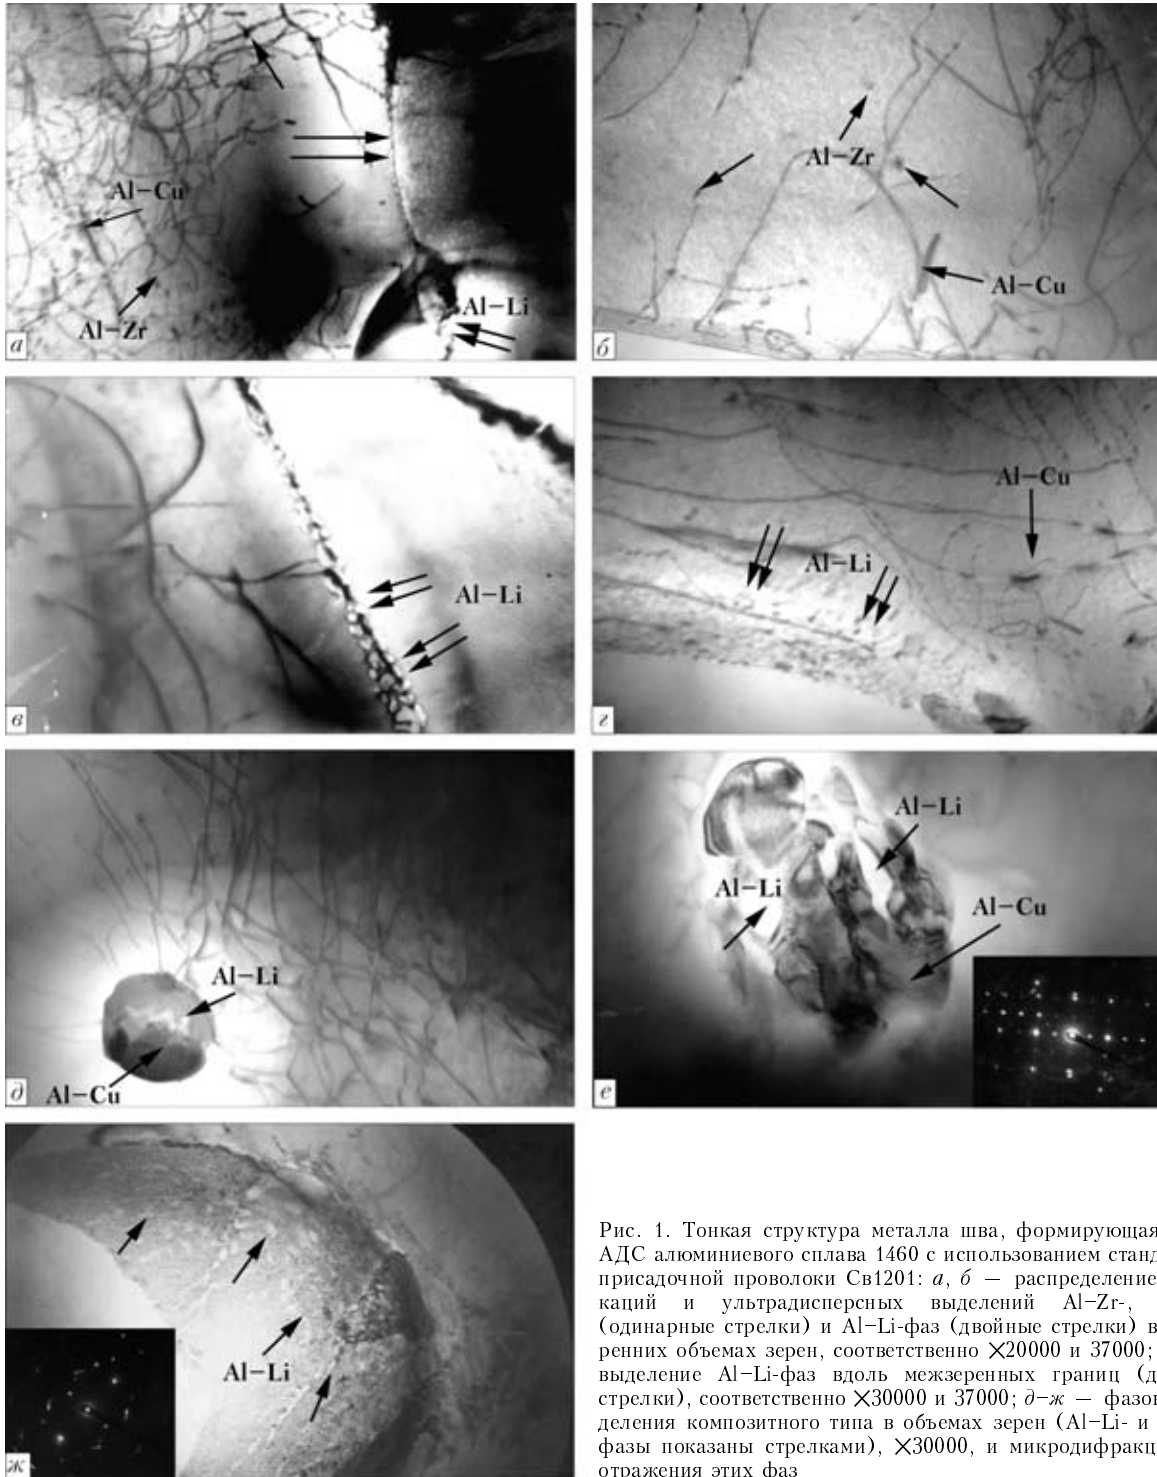 Al–Cu
Al–Zr
Al–Li
а
Al–Zr
Al–Cu
б
Al–Li
в
Al–Cu
Al–Li
г
Al–Li
Al–Cu
д
Al–Li
Al–Li
Al–Cu
е
Al–Li
ж
Рис. 1. Тонкая структура металла шва, формирующая
АДС алюминиевого сплава 1460 с использованием станд
присадочной проволоки Св1201: а, б — распределение
каций и ультрадисперсных выделений Al–Zr-,
(одинарные стрелки) и Al–Li-фаз (двойные стрелки) в
ренних объемах зерен, соответственно ×20000 и 37000;
выделение Al–Li-фаз вдоль межзеренных границ (д
стрелки), соответственно ×30000 и 37000; д–ж — фазов
деления композитного типа в объемах зерен (Al–Li- и
фазы показаны стрелками), ×30000, и микродифракц
отражения этих фаз